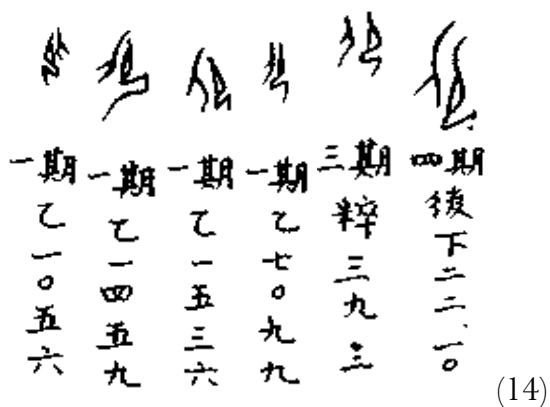 一期乙一〇五六
一期乙一四五九
一期乙一五三六
一期乙七〇九九
三期粹三九.三
四期後下二二.一〇
(14)